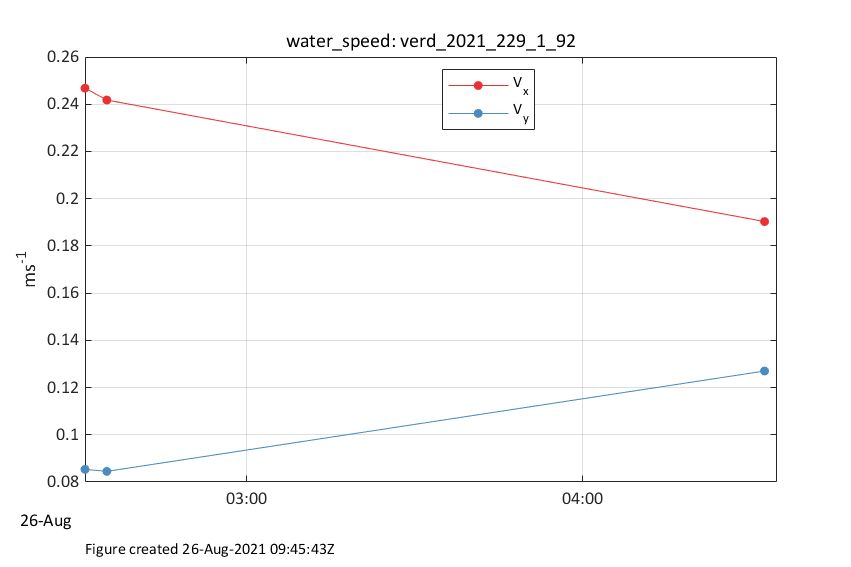 water_speed: verd_2021_229_1_92
0.26
0.24
0.22
0.2
0.18
0.16
0.14
0.12
0.1
0.08
ms-1
Vx
Vy
03:00 04:00
26-Aug
Figure created 26-Aug-2021 09:45:43Z